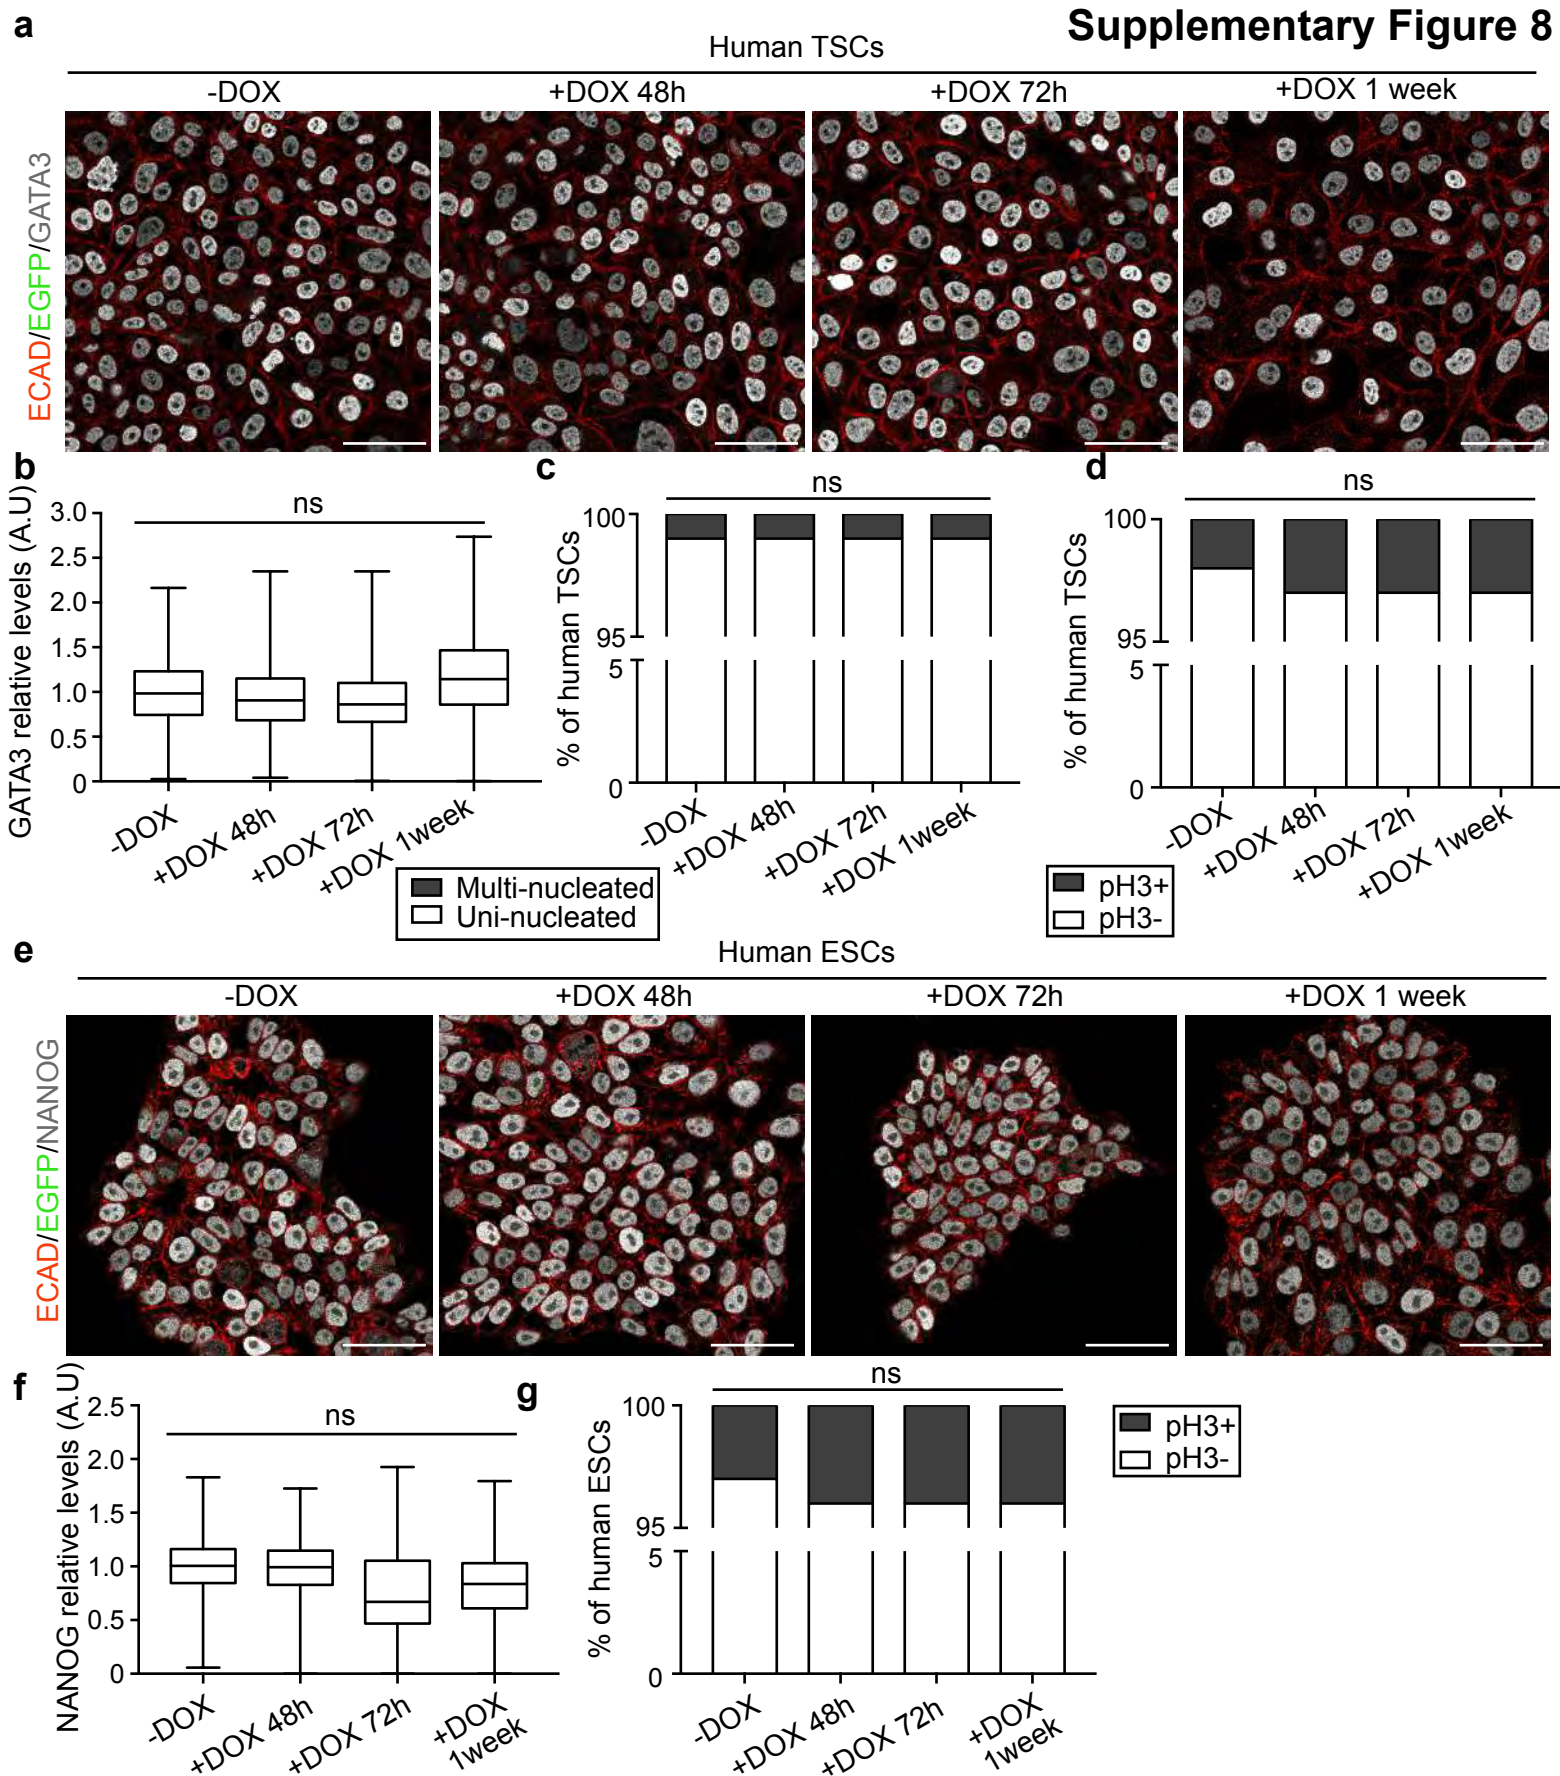 Supplementary Figure 8
a
Human TSCs
-DOX
+DOX 48h
+DOX 72h
+DOX 1 week
ECAD/EGFP/GATA3
b
GATA3 relative levels (A.U)
3.0
2.5
2.0
1.5
1.0
0.5
0
ns
-DOX
+DOX 48h
+DOX 72h
+DOX 1week
c
% of human TSCs
100
95
5
0
ns
-DOX
+DOX 48h
+DOX 72h
+DOX 1week
Multi-nucleated
Uni-nucleated
d
% of human TSCs
100
95
5
0
ns
-DOX
+DOX 48h
+DOX 72h
+DOX 1week
pH3+
pH3-
e
Human ESCs
-DOX
+DOX 48h
+DOX 72h
+DOX 1 week
ECAD/EGFP/NANOG
f
NANOG relative levels (A.U)
2.5
2.0
1.5
1.0
0.5
0
ns
-DOX
+DOX 48h
+DOX 72h
+DOX
1week
g
% of human ESCs
100
95
5
0
ns
-DOX
+DOX 48h
+DOX 72h
+DOX
1week
pH3+
pH3-